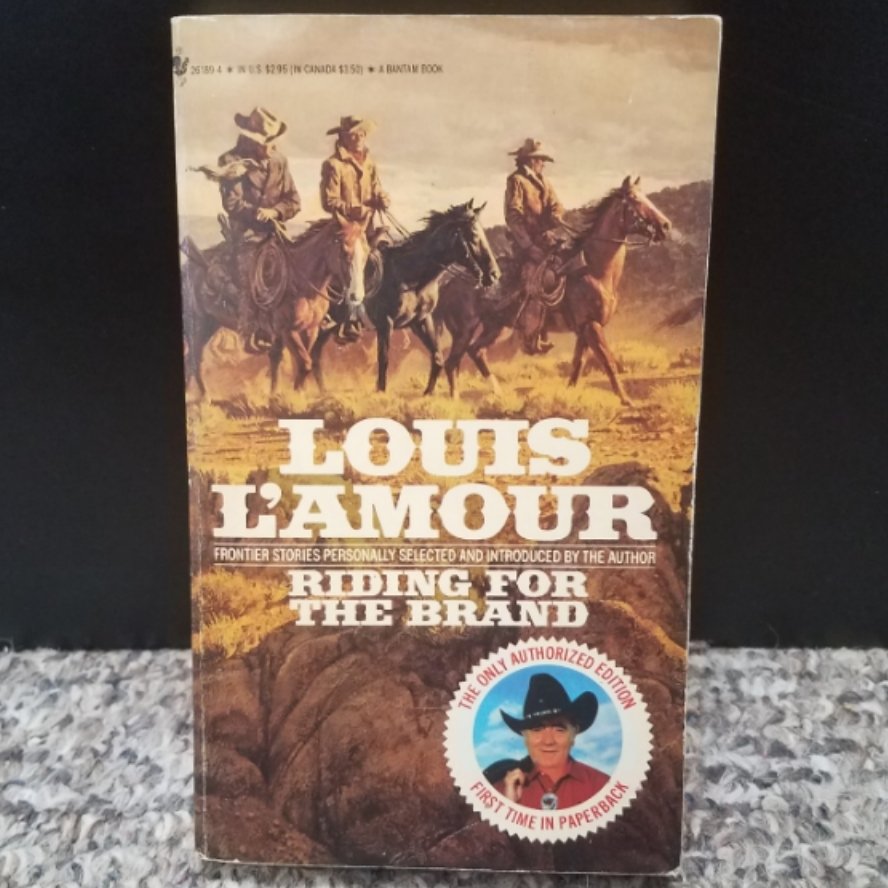 26189-4 ★ IN U.S. $2.95 (IN CANADA $3.50) ★ A BANTAM BOOK
LOUIS
L'AMOUR
FRONTIER STORIES PERSONALLY SELECTED AND INTRODUCED BY THE AUTHOR
RIDING FOR
THE BRAND
THE ONLY AUTHORIZED EDITION
FIRST TIME IN PAPERBACK